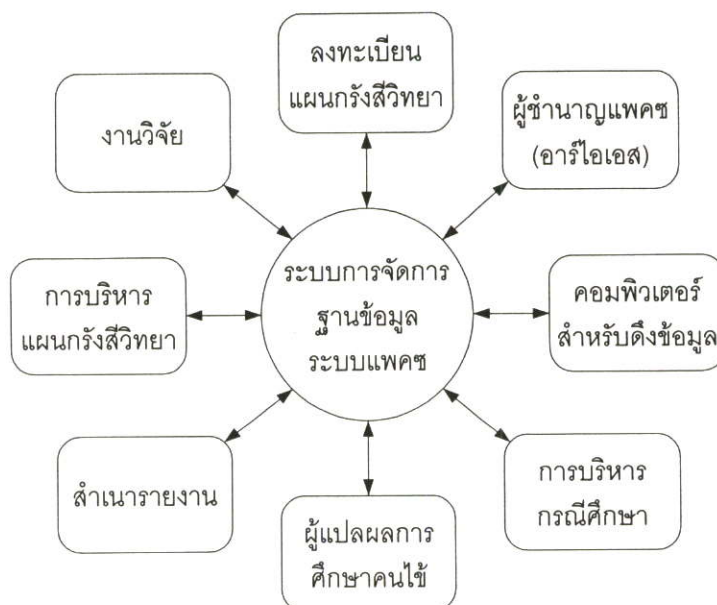 ลงทะเบียน
แผนกรังสีวิทยา
งานวิจัย
ผู้ชำนาญแพคซ
(อาร์ไอเอส)
ระบบการจัดการ
ฐานข้อมูล
ระบบแพคซ
การบริหาร
แผนกรังสีวิทยา
คอมพิวเตอร์
สำหรับดึงข้อมูล
สำเนารายงาน
ผู้แปลผลการ
ศึกษาคนไข้
การบริหาร
กรณีศึกษา